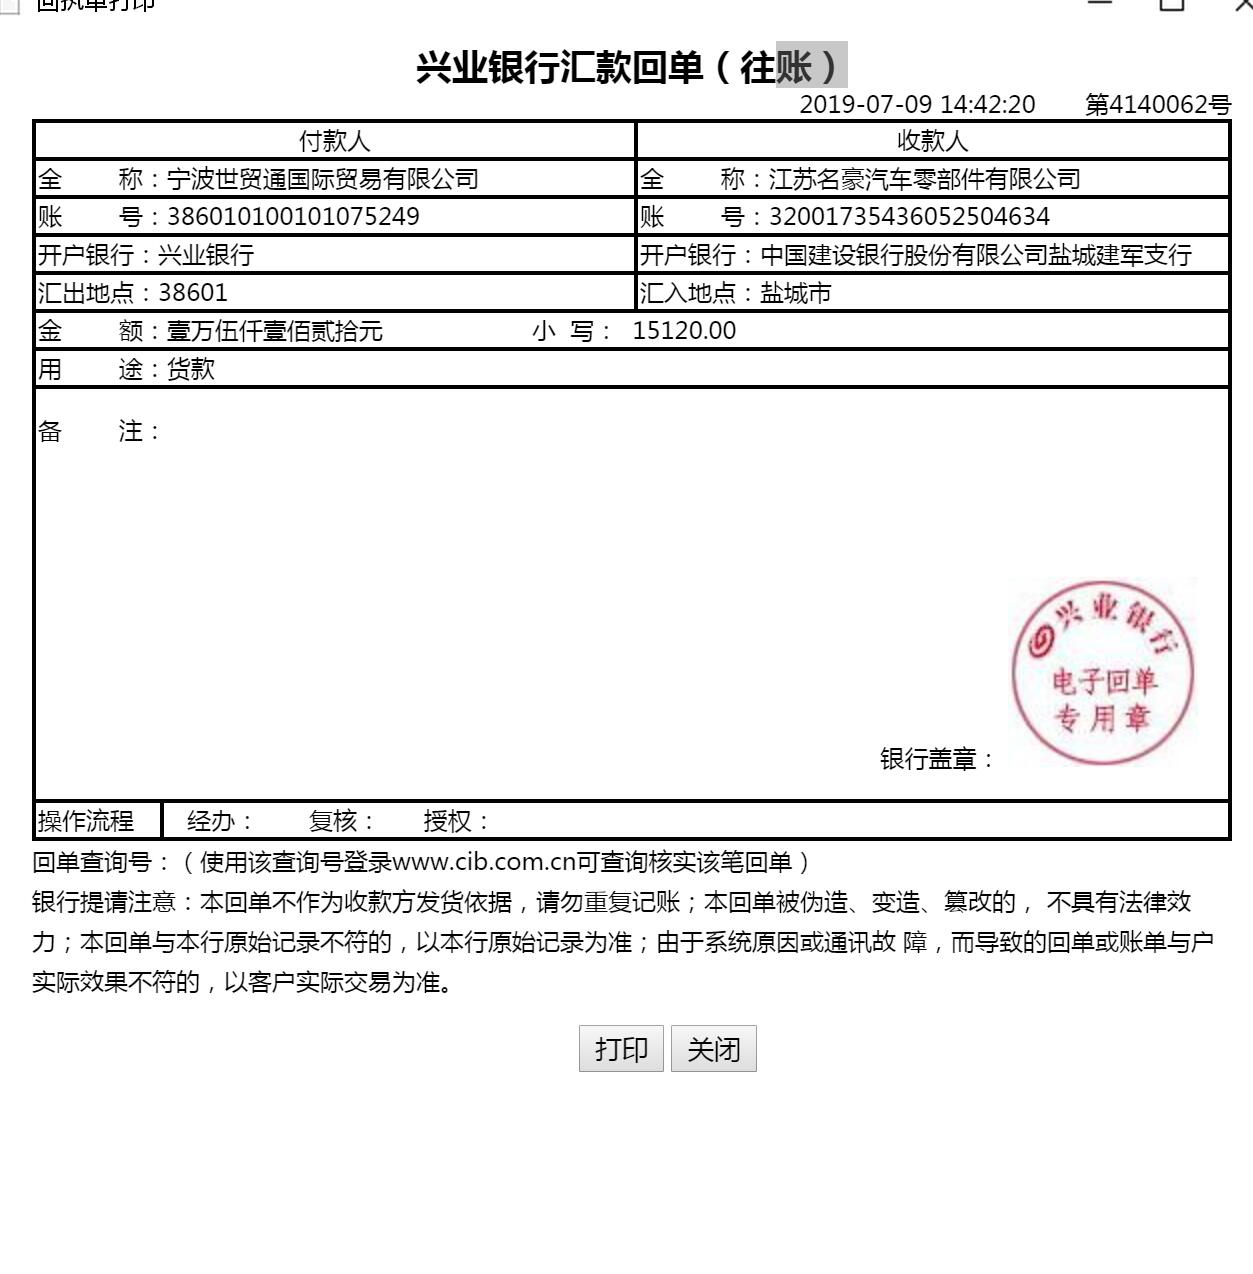 回执单打印
兴业银行汇款回单（往账）
2019-07-09 14:42:20 第4140062号
付款人 收款人
全 称：宁波世贸通国际贸易有限公司 全 称：江苏名豪汽车零部件有限公司
账 号：386010100101075249 账 号：32001735436052504634
开户银行：兴业银行 开户银行：中国建设银行股份有限公司盐城建军支行
汇出地点：38601 汇入地点：盐城市
金 额：壹万伍仟壹佰贰拾元 小 写： 15120.00
用 途：货款
备 注：
兴业银行
电子回单
专用章
银行盖章：
操作流程 经办： 复核： 授权：
回单查询号：（使用该查询号登录www.cib.com.cn可查询核实该笔回单）
银行提请注意：本回单不作为收款方发货依据，请勿重复记账；本回单被伪造、变造、篡改的， 不具有法律效
力；本回单与本行原始记录不符的，以本行原始记录为准；由于系统原因或通讯故 障，而导致的回单或账单与户
实际效果不符的，以客户实际交易为准。
打印 关闭